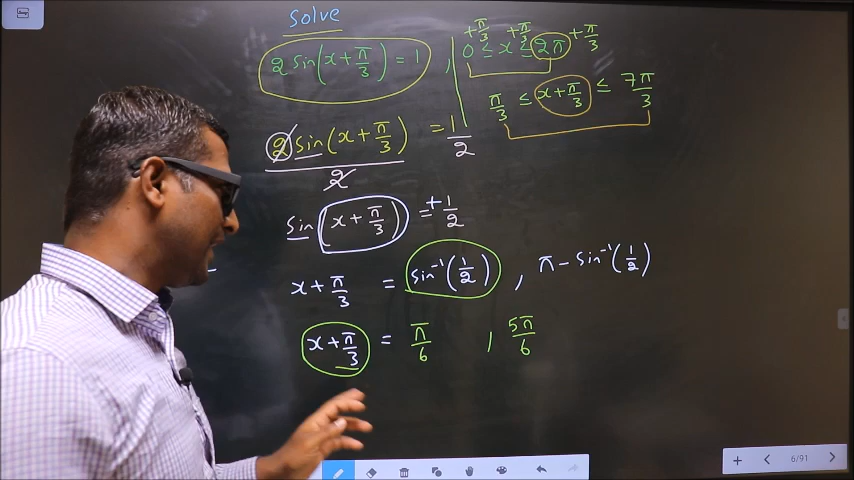 solve
2 sin(x + π/3) = 1 , 0 ≤ x ≤ 2π
+π/3 +π/3 +π/3
π/3 ≤ x + π/3 ≤ 7π/3
2 sin(x + π/3) / 2 = 1/2
sin(x + π/3) = +1/2
x + π/3 = sin⁻¹(1/2) , π − sin⁻¹(1/2)
x + π/3 = π/6 , 5π/6
6/91